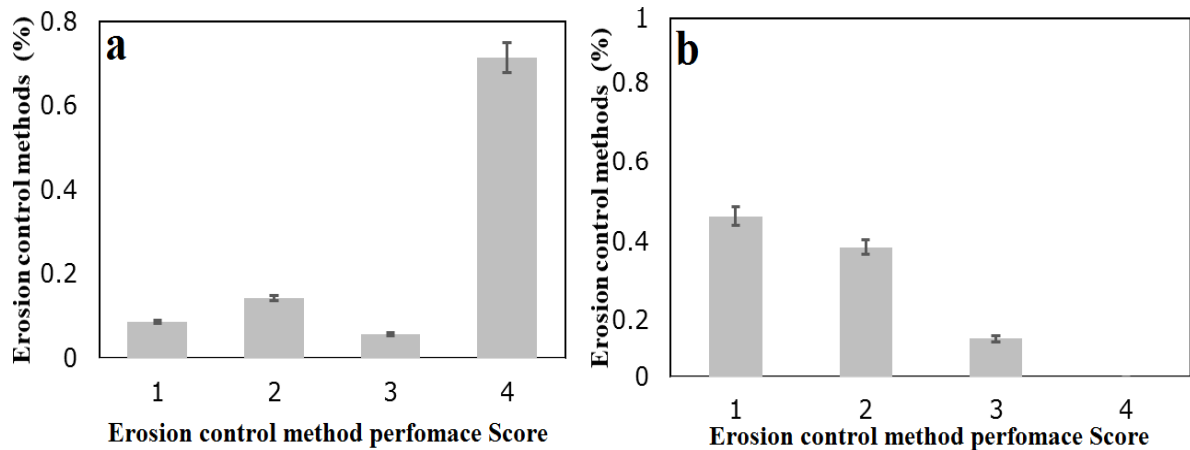 a
Erosion control methods (%)
0.8
0.6
0.4
0.2
0
1 2 3 4
Erosion control method perfomace Score
b
Erosion control methods (%)
1
0.8
0.6
0.4
0.2
0
1 2 3 4
Erosion control method perfomace Score